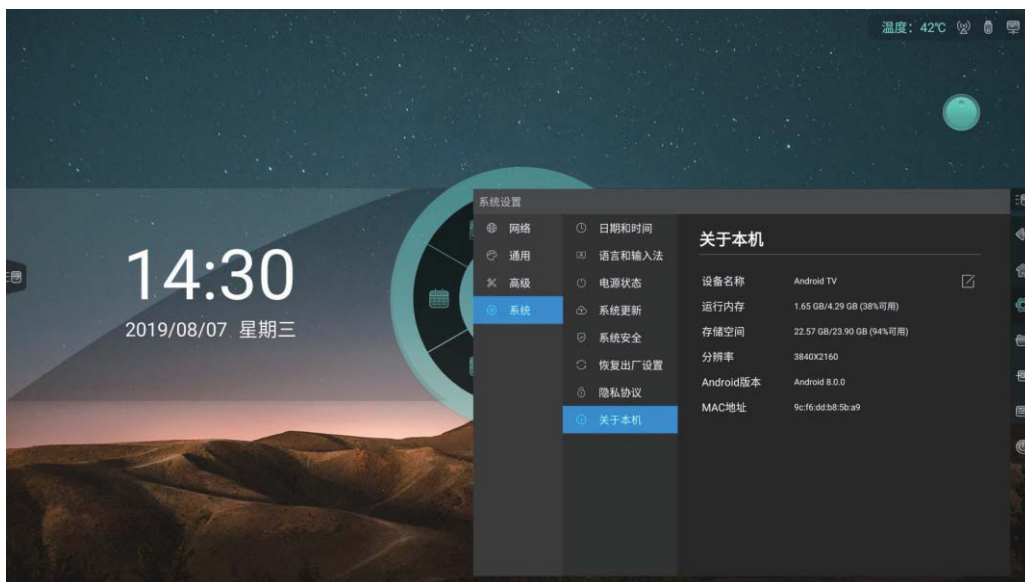 温度：42℃
14:30
2019/08/07 星期三
系统设置
网络
通用
高级
系统
日期和时间
语言和输入法
电源状态
系统更新
系统安全
恢复出厂设置
隐私协议
关于本机
关于本机
设备名称 Android TV
运行内存 1.65 GB/4.29 GB (38%可用)
存储空间 22.57 GB/23.90 GB (94%可用)
分辨率 3840X2160
Android版本 Android 8.0.0
MAC地址 9c:f6:dd:b8:5b:a9